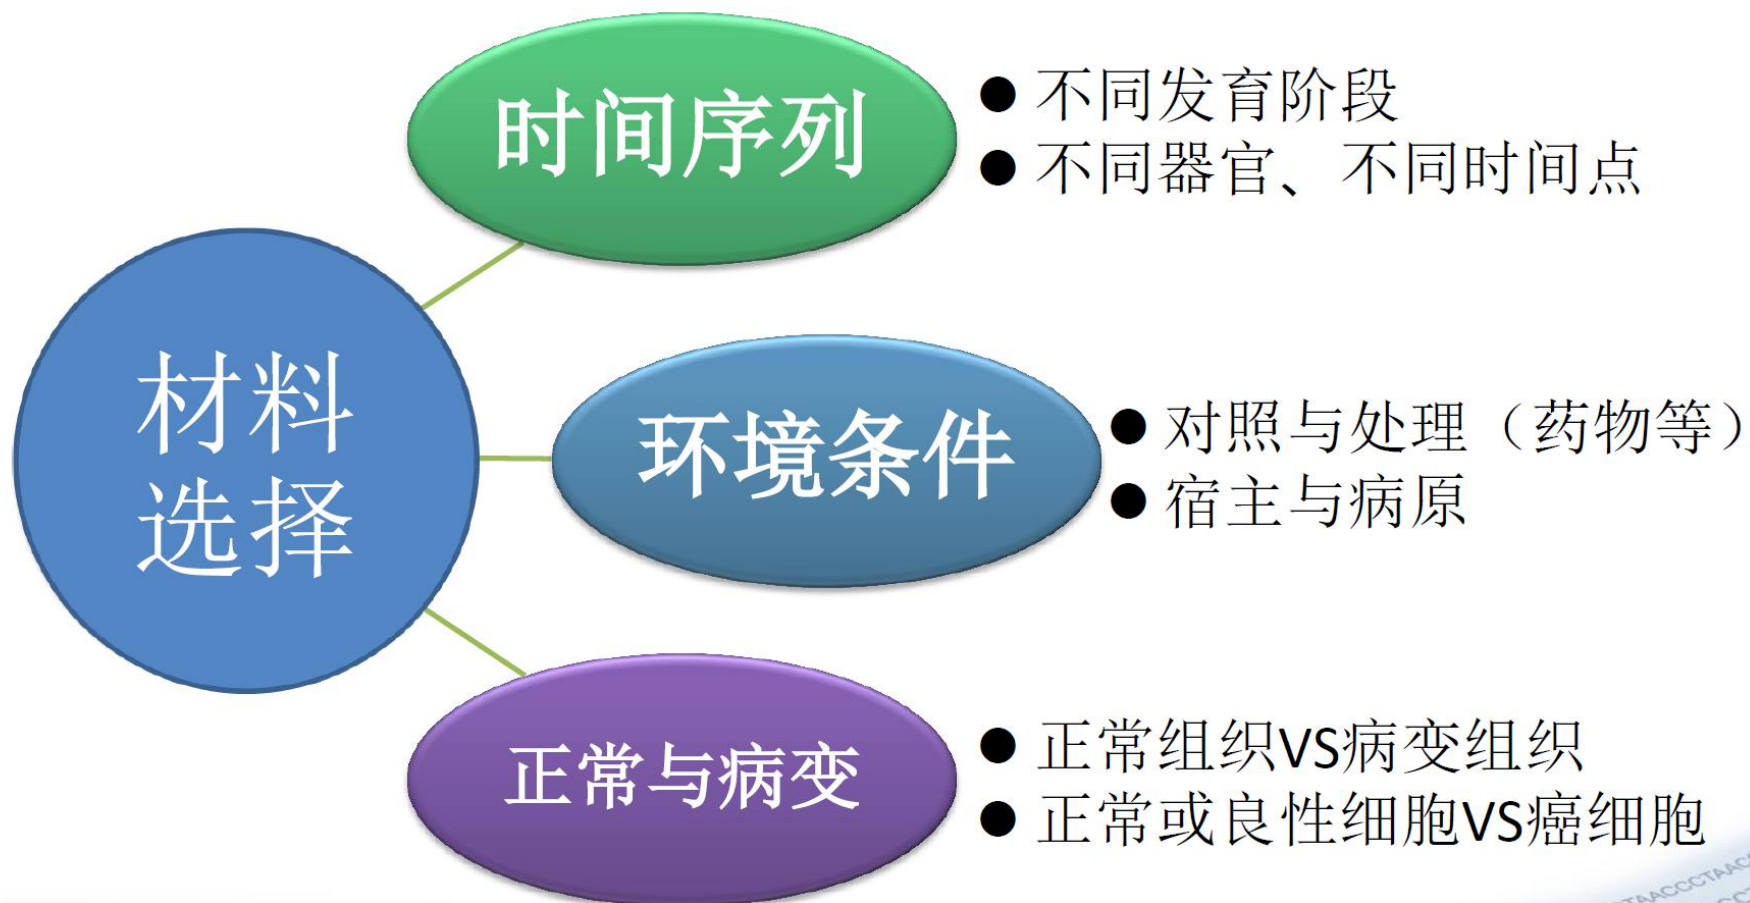 时间序列
● 不同发育阶段
● 不同器官、不同时间点
材料
选择
环境条件
● 对照与处理（药物等）
● 宿主与病原
正常与病变
● 正常组织VS病变组织
● 正常或良性细胞VS癌细胞